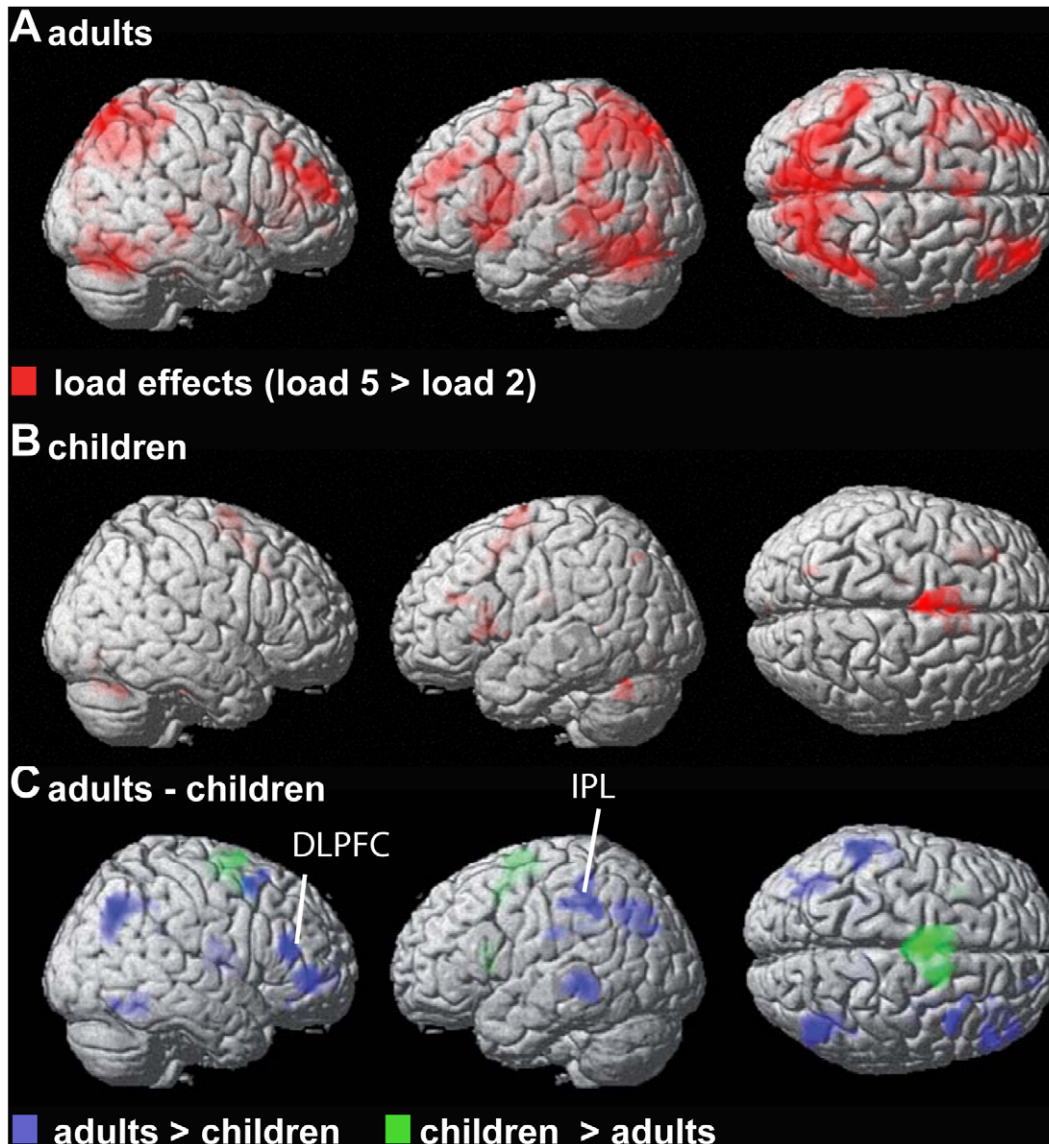 A adults
load effects (load 5 > load 2)
B children
C adults - children
IPL
DLPFC
adults > children
children > adults